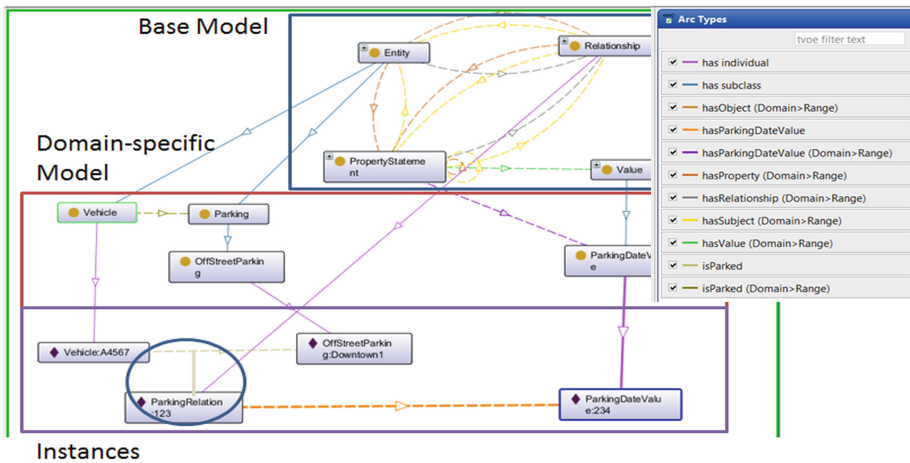 Base Model
Entity
Relationship
Domain-specific
Model
PropertyStateme
nt
Value
Vehicle
Parking
OffStreetParkin
g
ParkingDateV
e
Vehicle:A4567
OffStreetParkin
g:Downtown1
ParkingRelation
:123
ParkingDateValu
e:234
Instances
Arc Types
type filter text
has individual
has subclass
hasObject (Domain>Range)
hasParkingDateValue
hasParkingDateValue (Domain>Range)
hasProperty (Domain>Range)
hasRelationship (Domain>Range)
hasSubject (Domain>Range)
hasValue (Domain>Range)
isParked
isParked (Domain>Range)